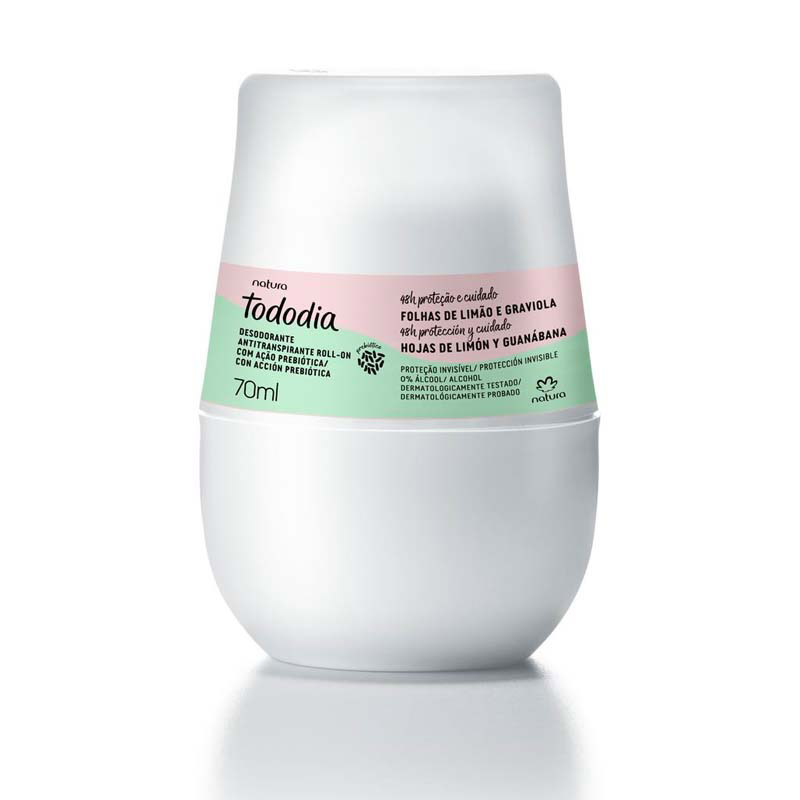 natura
Tododia
DESODORANTE
ANTITRANSPIRANTE ROLL-ON
COM AÇÃO PREBIÓTICA/
CON ACCIÓN PREBIÓTICA
70ml
prebiótico
48h proteção e cuidado
FOLHAS DE LIMÃO E GRAVIOLA
48h protección y cuidado
HOJAS DE LIMÓN Y GUANÁBANA
PROTEÇÃO INVISÍVEL/ PROTECCIÓN INVISIBLE
0% ÁLCOOL/ ALCOHOL
DERMATOLOGICAMENTE TESTADO/
DERMATOLÓGICAMENTE PROBADO
natura